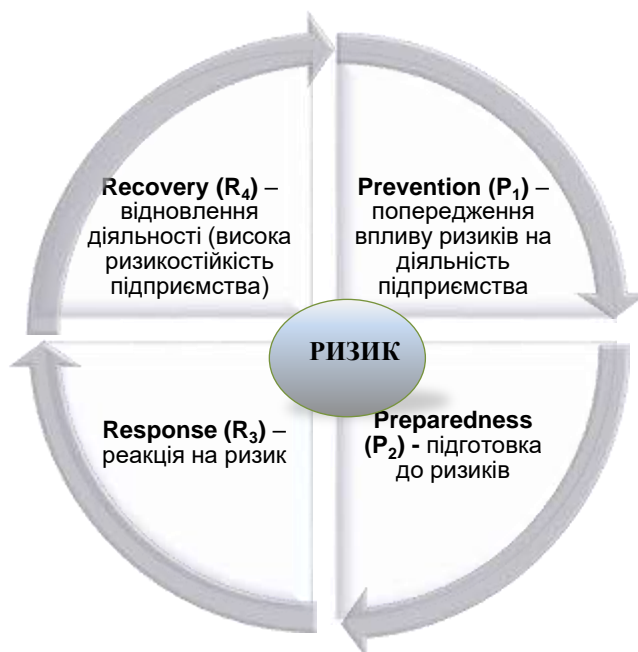 Recovery (R₄) –
відновлення
діяльності (висока
ризикостійкість
підприємства)
Prevention (P₁) –
попередження
впливу ризиків на
діяльність
підприємства
РИЗИК
Response (R₃) –
реакція на ризик
Preparedness
(P₂) - підготовка
до ризиків